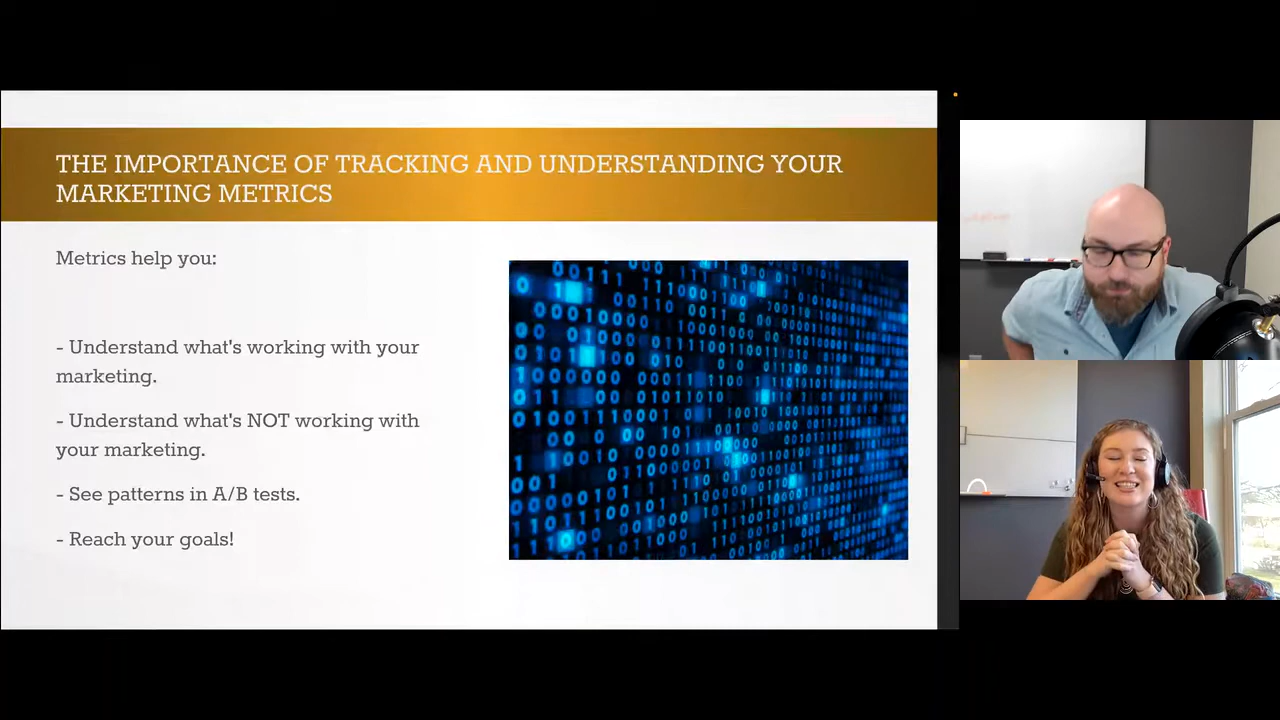 THE IMPORTANCE OF TRACKING AND UNDERSTANDING YOUR
MARKETING METRICS
Metrics help you:
- Understand what's working with your
marketing.
- Understand what's NOT working with
your marketing.
- See patterns in A/B tests.
- Reach your goals!